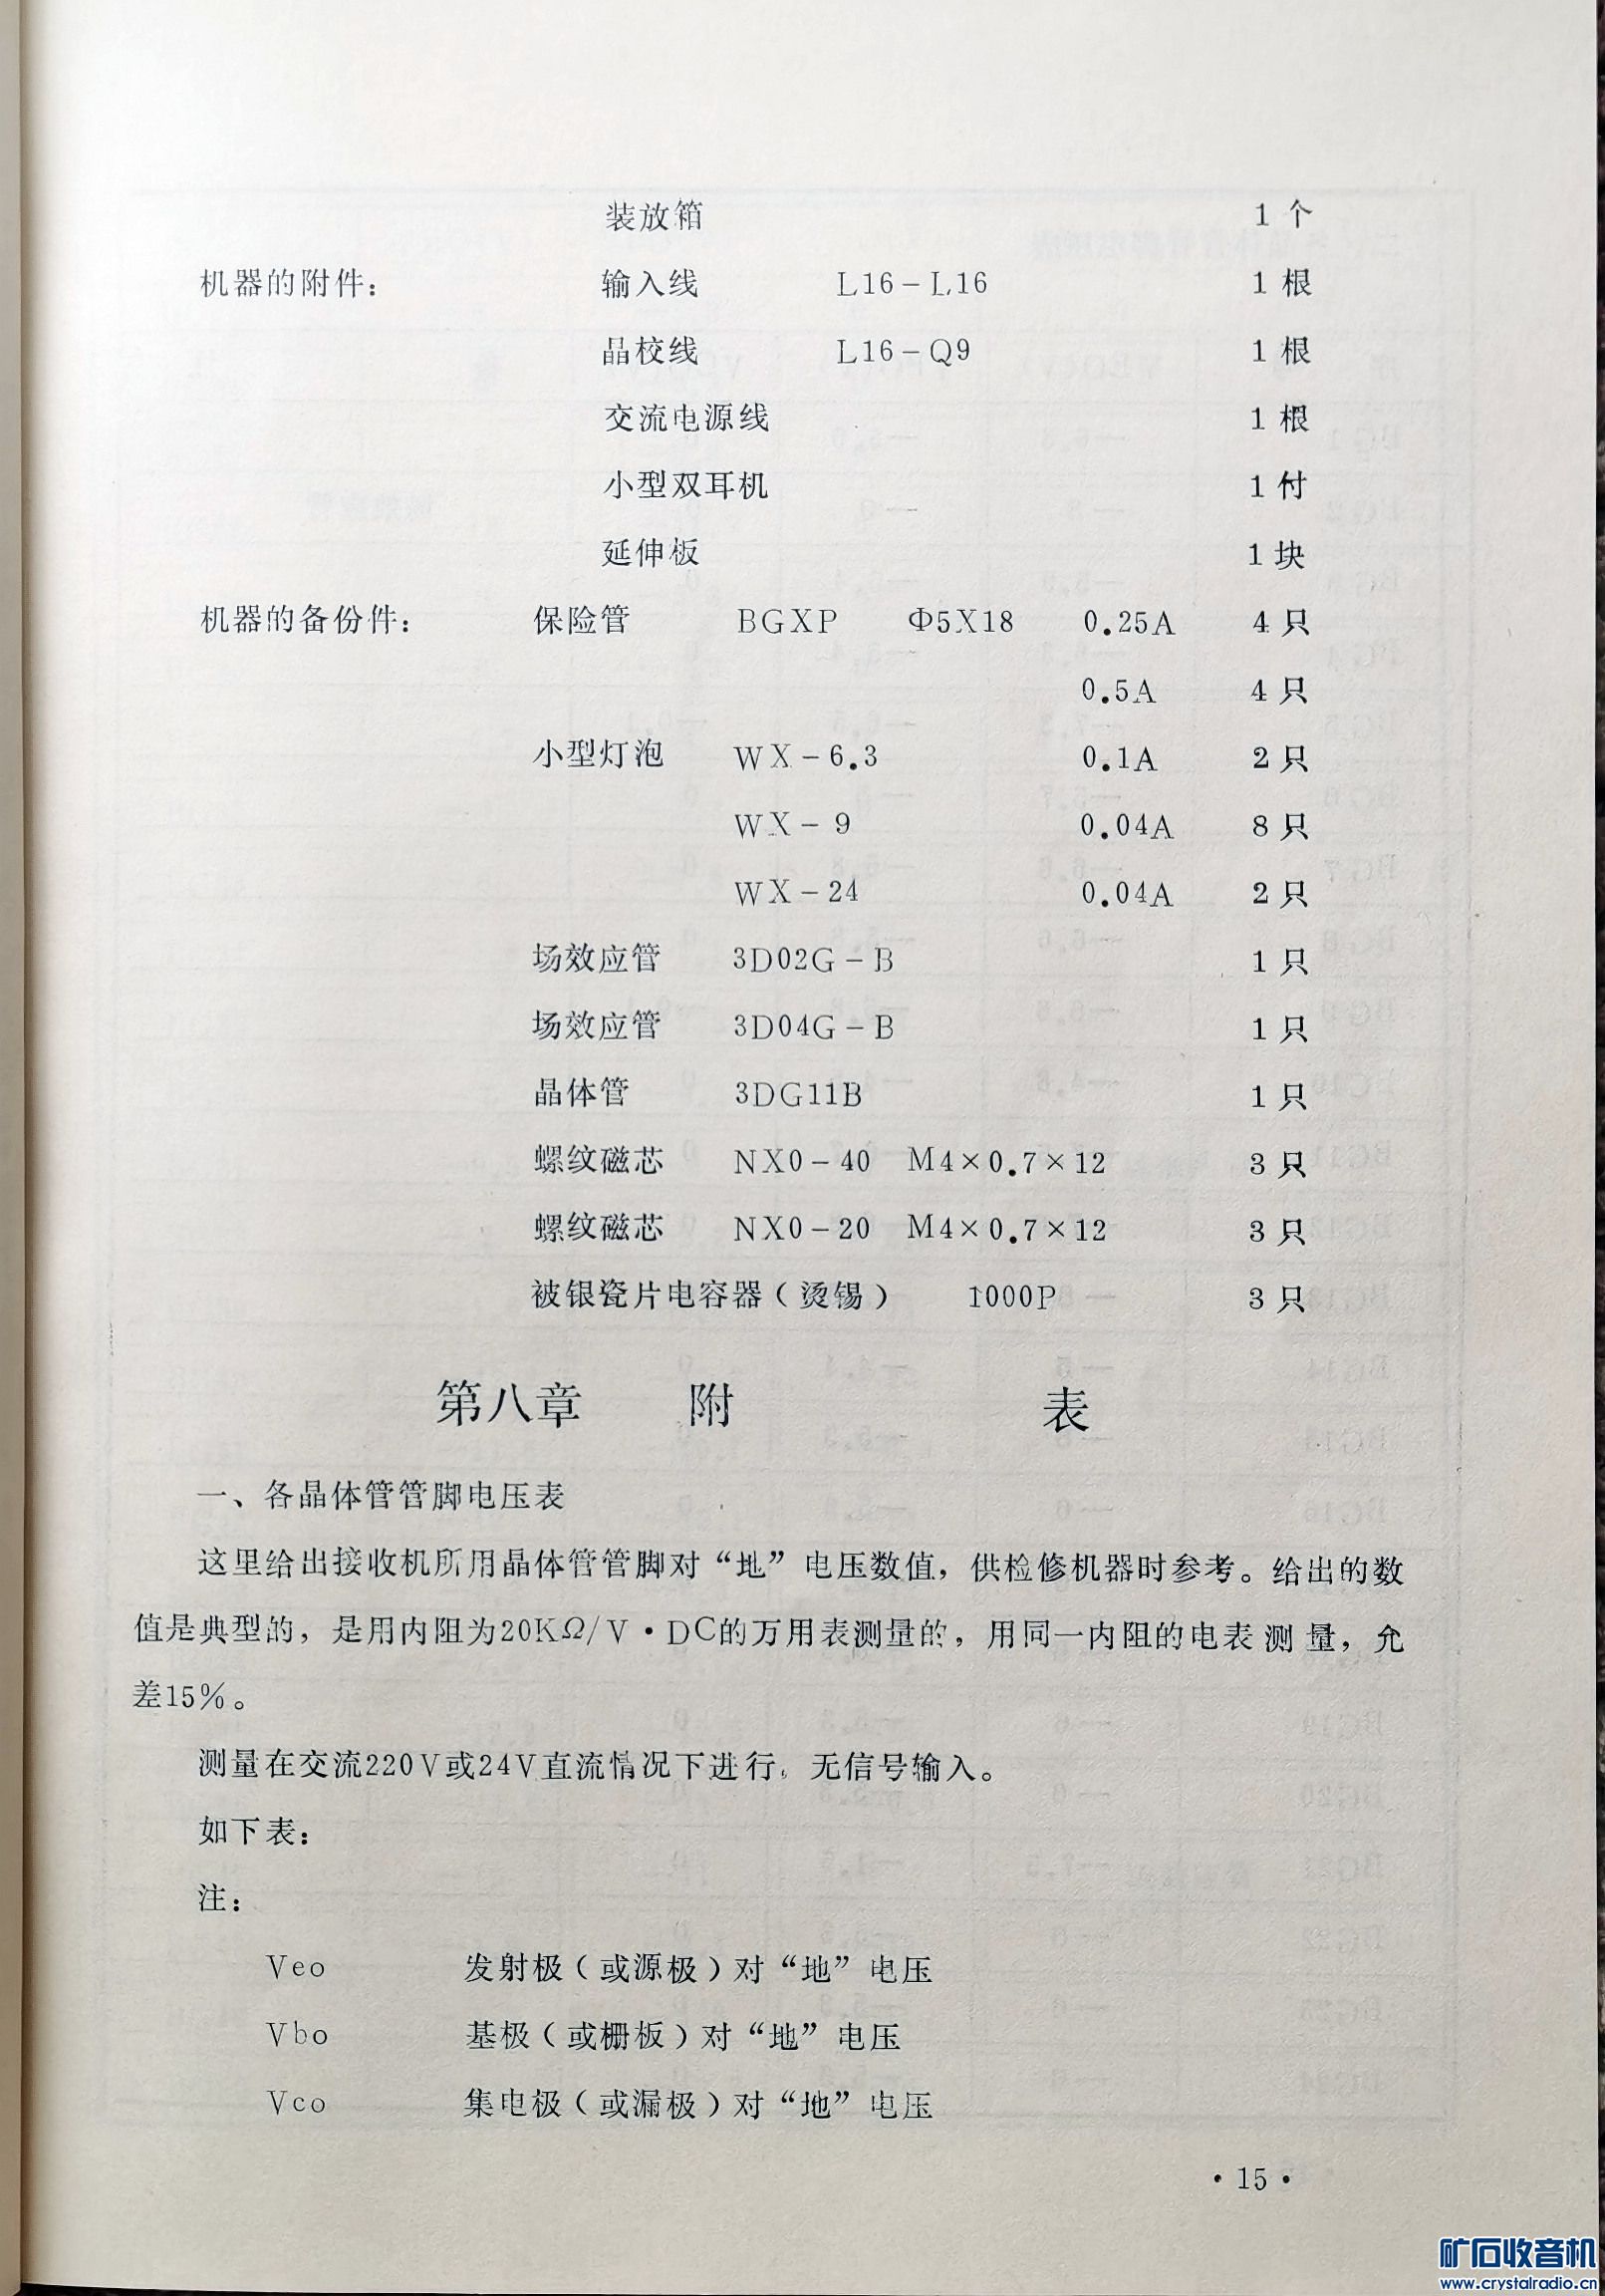 装放箱 1个
机器的附件： 输入线 L16－L16 1根
晶校线 L16－Q9 1根
交流电源线 1根
小型双耳机 1付
延伸板 1块
机器的备份件： 保险管 BGXP Φ5X18 0.25A 4只
0.5A 4只
小型灯泡 WX－6.3 0.1A 2只
WX－9 0.04A 8只
WX－24 0.04A 2只
场效应管 3D02G－B 1只
场效应管 3D04G－B 1只
晶体管 3DG11B 1只
螺纹磁芯 NX0－40 M4×0.7×12 3只
螺纹磁芯 NX0－20 M4×0.7×12 3只
被银瓷片电容器（烫锡） 1000P 3只
第八章 附 表
一、各晶体管管脚电压表
这里给出接收机所用晶体管管脚对“地”电压数值，供检修机器时参考。给出的数
值是典型的，是用内阻为20KΩ/V·DC的万用表测量的，用同一内阻的电表测量，允
差15%。
测量在交流220V或24V直流情况下进行。无信号输入。
如下表：
注：
Veo 发射极（或源极）对“地”电压
Vbo 基极（或栅板）对“地”电压
Vco 集电极（或漏极）对“地”电压
·15·
矿石收音机
www.crystalradio.cn